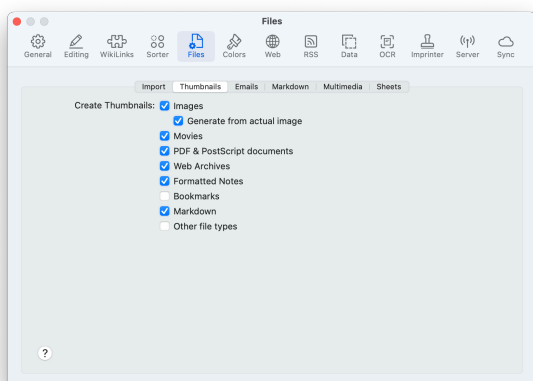 Files
General Editing WikiLinks Sorter Files Colors Web RSS Data OCR Imprinter Server Sync
Import Thumbnails Emails Markdown Multimedia Sheets
Create Thumbnails: Images
Generate from actual image
Movies
PDF & PostScript documents
Web Archives
Formatted Notes
Bookmarks
Markdown
Other file types
?